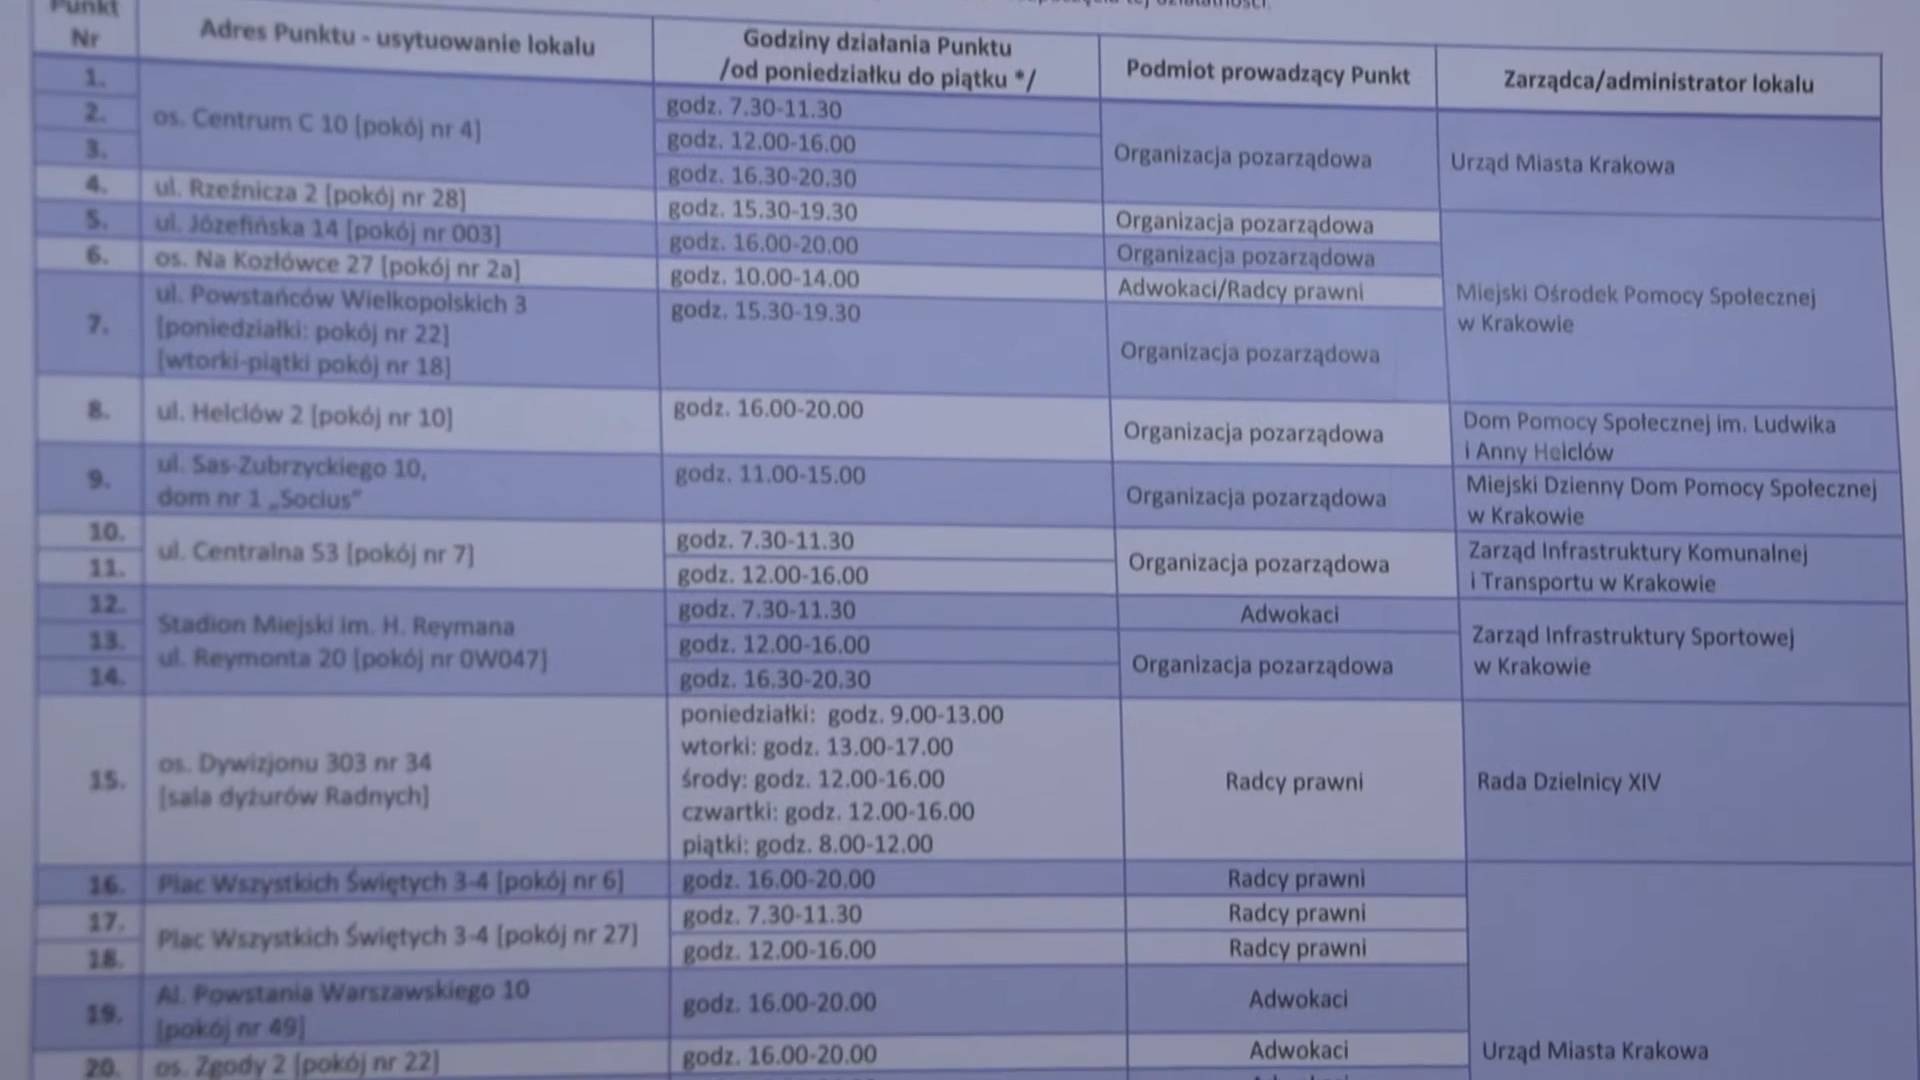 działalności.
Punkt
Nr
Adres Punktu - usytuowanie lokalu
Godziny działania Punktu
/od poniedziałku do piątku */
Podmiot prowadzący Punkt
Zarządca/administrator lokalu
1.
2.
3.
os. Centrum C 10 [pokój nr 4]
godz. 7.30-11.30
godz. 12.00-16.00
godz. 16.30-20.30
Organizacja pozarządowa
Urząd Miasta Krakowa
4.
ul. Rzeźnicza 2 [pokój nr 28]
godz. 15.30-19.30
Organizacja pozarządowa
5.
ul. Józefińska 14 [pokój nr 003]
godz. 16.00-20.00
Organizacja pozarządowa
6.
os. Na Kozłówce 27 [pokój nr 2a]
godz. 10.00-14.00
Adwokaci/Radcy prawni
Miejski Ośrodek Pomocy Społecznej
w Krakowie
7.
ul. Powstańców Wielkopolskich 3
[poniedziałki: pokój nr 22]
[wtorki-piątki pokój nr 18]
godz. 15.30-19.30
Organizacja pozarządowa
8.
ul. Helclów 2 [pokój nr 10]
godz. 16.00-20.00
Organizacja pozarządowa
Dom Pomocy Społecznej im. Ludwika
i Anny Helclów
9.
ul. Sas-Zubrzyckiego 10,
dom nr 1 „Socius"
godz. 11.00-15.00
Organizacja pozarządowa
Miejski Dzienny Dom Pomocy Społecznej
w Krakowie
10.
11.
ul. Centralna 53 [pokój nr 7]
godz. 7.30-11.30
godz. 12.00-16.00
Organizacja pozarządowa
Zarząd Infrastruktury Komunalnej
i Transportu w Krakowie
12.
13.
14.
Stadion Miejski im. H. Reymana
ul. Reymonta 20 [pokój nr 0W047]
godz. 7.30-11.30
godz. 12.00-16.00
godz. 16.30-20.30
Adwokaci
Organizacja pozarządowa
Zarząd Infrastruktury Sportowej
w Krakowie
15.
os. Dywizjonu 303 nr 34
[sala dyżurów Radnych]
poniedziałki: godz. 9.00-13.00
wtorki: godz. 13.00-17.00
środy: godz. 12.00-16.00
czwartki: godz. 12.00-16.00
piątki: godz. 8.00-12.00
Radcy prawni
Rada Dzielnicy XIV
16.
Plac Wszystkich Świętych 3-4 [pokój nr 6]
godz. 16.00-20.00
Radcy prawni
17.
18.
Plac Wszystkich Świętych 3-4 [pokój nr 27]
godz. 7.30-11.30
Radcy prawni
godz. 12.00-16.00
Radcy prawni
19.
Al. Powstania Warszawskiego 10
[pokój nr 49]
godz. 16.00-20.00
Adwokaci
20.
os. Zgody 2 [pokój nr 22]
godz. 16.00-20.00
Adwokaci
Urząd Miasta Krakowa